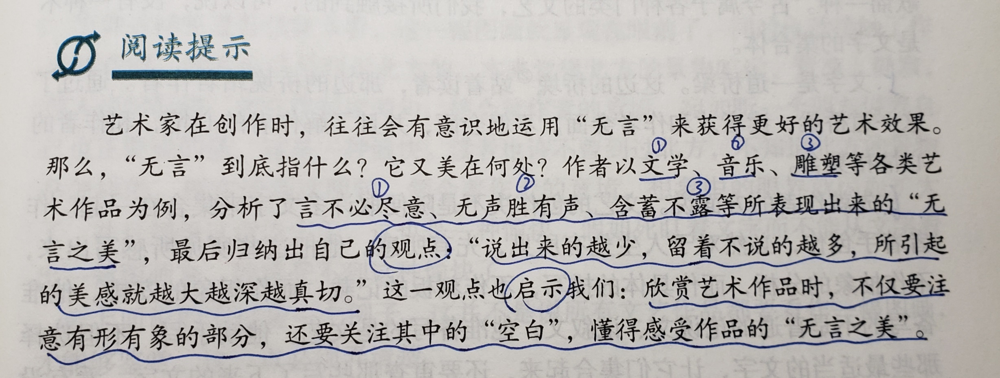 阅读提示
艺术家在创作时，往往会有意识地运用“无言”来获得更好的艺术效果。
① ② ③
那么，“无言”到底指什么？它又美在何处？作者以文学、音乐、雕塑等各类艺
① ② ③
术作品为例，分析了言不必尽意、无声胜有声、含蓄不露等所表现出来的“无
言之美”，最后归纳出自己的观点：“说出来的越少，留着不说的越多，所引起
的美感就越大越深越真切。”这一观点也启示我们：欣赏艺术作品时，不仅要注
意有形有象的部分，还要关注其中的“空白”，懂得感受作品的“无言之美”。